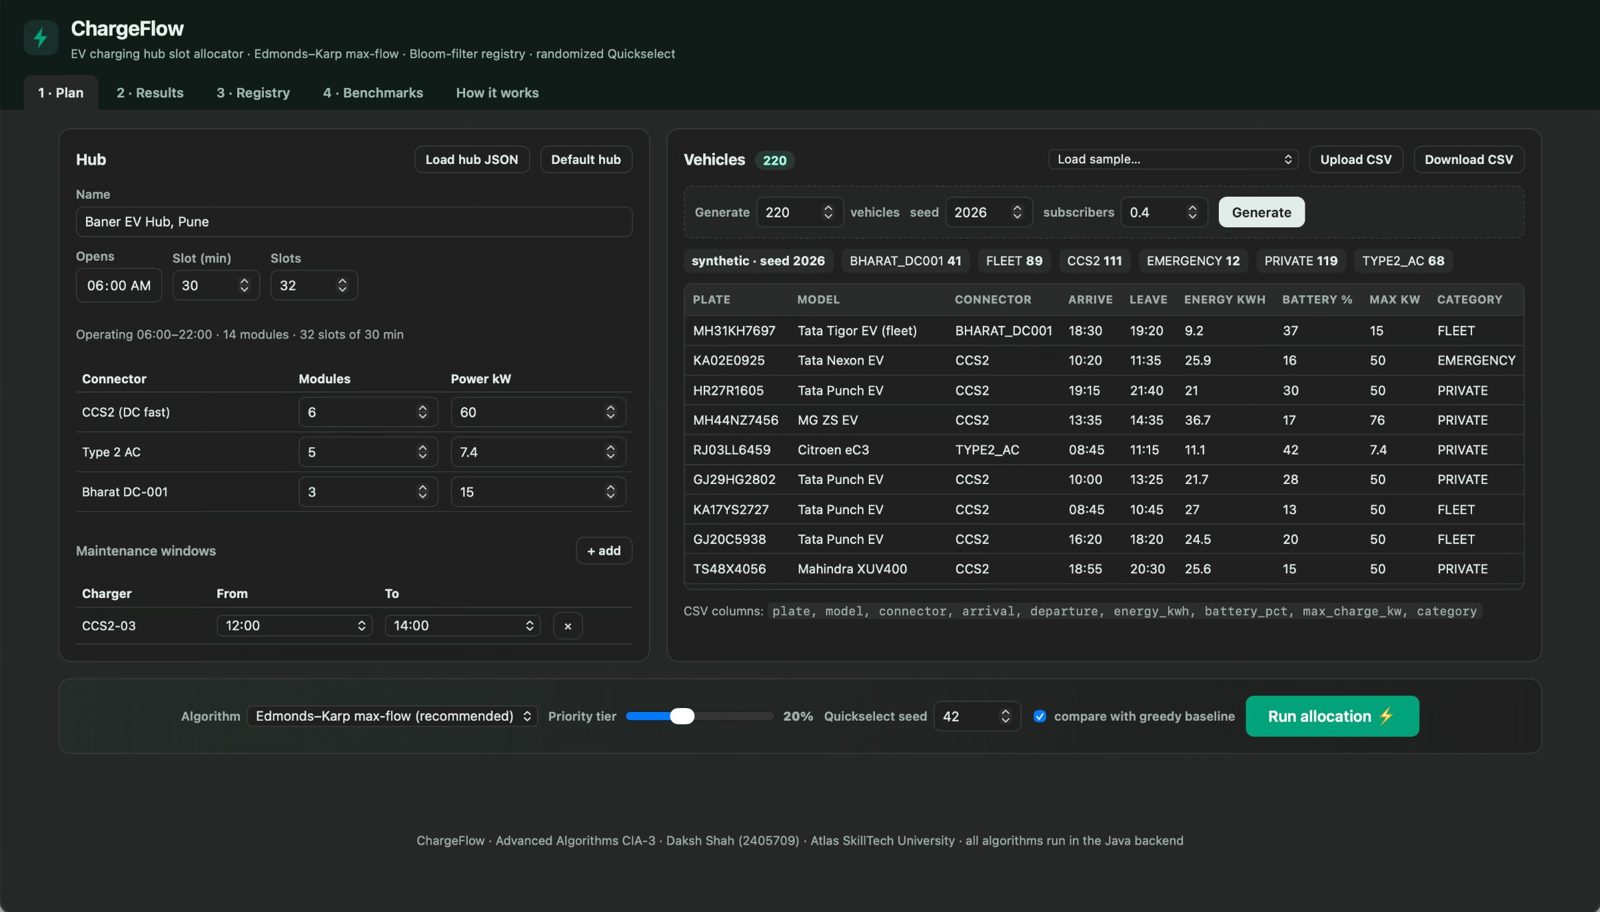 ChargeFlow
EV charging hub slot allocator · Edmonds–Karp max-flow · Bloom-filter registry · randomized Quickselect
1 · Plan 2 · Results 3 · Registry 4 · Benchmarks How it works
Hub Load hub JSON Default hub
Name
Baner EV Hub, Pune
Opens Slot (min) Slots
06:00 AM 30 32
Operating 06:00–22:00 · 14 modules · 32 slots of 30 min
Connector Modules Power kW
CCS2 (DC fast) 6 60
Type 2 AC 5 7.4
Bharat DC-001 3 15
Maintenance windows + add
Charger From To
CCS2-03 12:00 14:00 ×
Vehicles 220 Load sample... Upload CSV Download CSV
Generate 220 vehicles seed 2026 subscribers 0.4 Generate
synthetic · seed 2026 BHARAT_DC001 41 FLEET 89 CCS2 111 EMERGENCY 12 PRIVATE 119 TYPE2_AC 68
PLATE MODEL CONNECTOR ARRIVE LEAVE ENERGY KWH BATTERY % MAX KW CATEGORY
MH31KH7697 Tata Tigor EV (fleet) BHARAT_DC001 18:30 19:20 9.2 37 15 FLEET
KA02E0925 Tata Nexon EV CCS2 10:20 11:35 25.9 16 50 EMERGENCY
HR27R1605 Tata Punch EV CCS2 19:15 21:40 21 30 50 PRIVATE
MH44NZ7456 MG ZS EV CCS2 13:35 14:35 36.7 17 76 PRIVATE
RJ03LL6459 Citroen eC3 TYPE2_AC 08:45 11:15 11.1 42 7.4 PRIVATE
GJ29HG2802 Tata Punch EV CCS2 10:00 13:25 21.7 28 50 PRIVATE
KA17YS2727 Tata Punch EV CCS2 08:45 10:45 27 13 50 FLEET
GJ20C5938 Tata Punch EV CCS2 16:20 18:20 24.5 20 50 FLEET
TS48X4056 Mahindra XUV400 CCS2 18:55 20:30 25.6 15 50 PRIVATE
CSV columns: plate, model, connector, arrival, departure, energy_kwh, battery_pct, max_charge_kw, category
Algorithm Edmonds–Karp max-flow (recommended) Priority tier 20% Quickselect seed 42 compare with greedy baseline Run allocation ⚡
ChargeFlow · Advanced Algorithms CIA-3 · Daksh Shah (2405709) · Atlas SkillTech University · all algorithms run in the Java backend